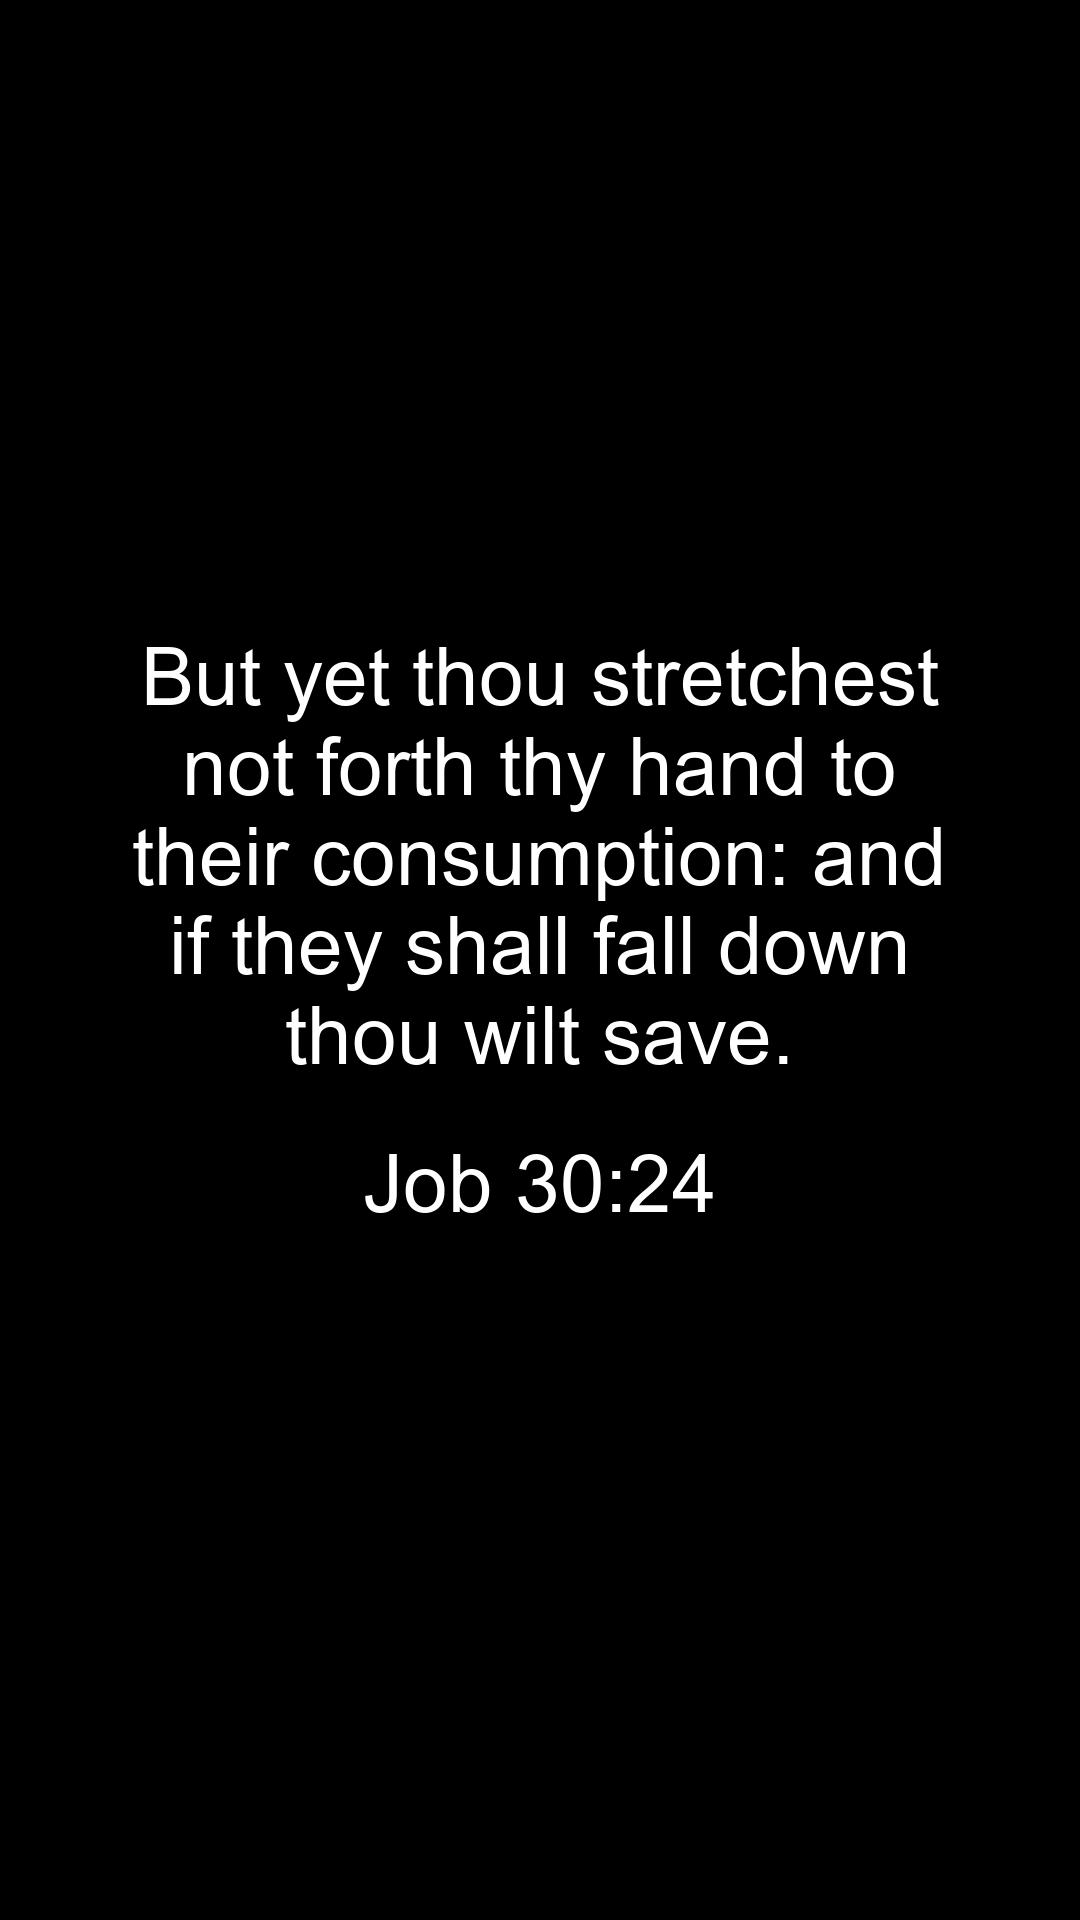 But yet thou stretchest
not forth thy hand to
their consumption: and
if they shall fall down
thou wilt save.
Job 30:24